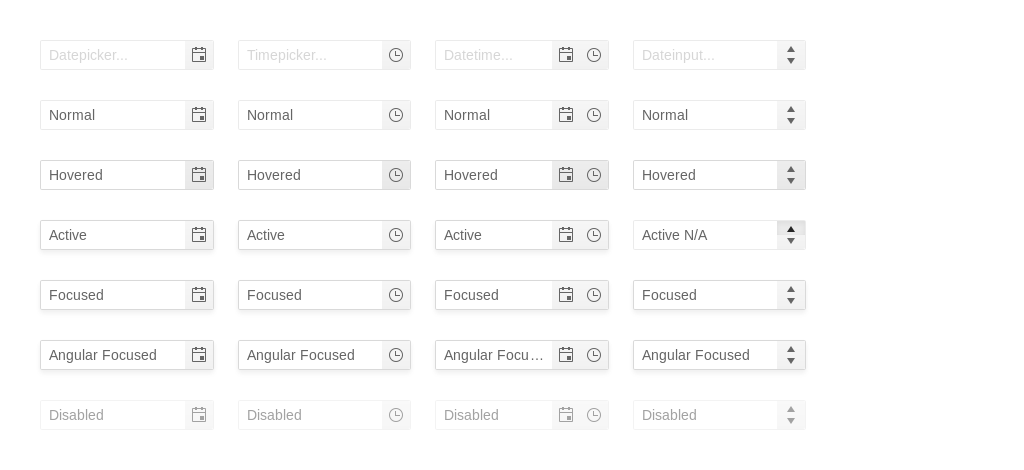 Datepicker... Timepicker... Datetime... Dateinput...
Normal Normal Normal Normal
Hovered Hovered Hovered Hovered
Active Active Active Active N/A
Focused Focused Focused Focused
Angular Focused Angular Focused Angular Focu... Angular Focused
Disabled Disabled Disabled Disabled